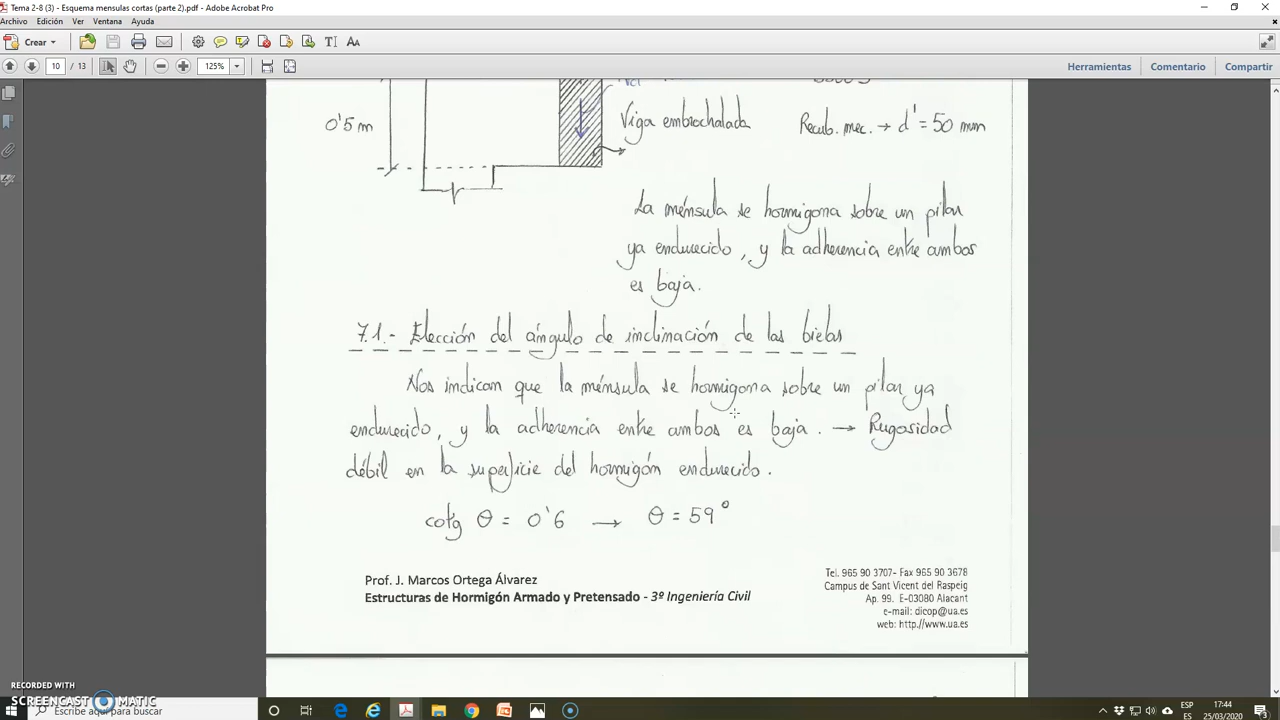 Tema 2-8 (3) - Esquema mensulas cortas (parte 2).pdf - Adobe Acrobat Pro
Archivo Edición Ver Ventana Ayuda
Crear
10 / 13 125% Herramientas Comentario Compartir
0'5 m
Viga embrochalada
Recub. mec. → d' = 50 mm
La ménsula se hormigona sobre un pilar
ya endurecido, y la adherencia entre ambos
es baja.
7.1.- Elección del ángulo de inclinación de las bielas
Nos indican que la ménsula se hormigona sobre un pilar ya
endurecido, y la adherencia entre ambos es baja. → Rugosidad
débil en la superficie del hormigón endurecido.
cotg θ = 0'6 → θ = 59°
Prof. J. Marcos Ortega Álvarez
Estructuras de Hormigón Armado y Pretensado - 3º Ingeniería Civil
Tel. 965 90 3707- Fax 965 90 3678
Campus de Sant Vicent del Raspeig
Ap. 99. E-03080 Alacant
e-mail: dicop@ua.es
web: http.//www.ua.es
RECORDED WITH
SCREENCAST MATIC
Escribe aquí para buscar
ESP 17:44
ES 25/03/2020
3